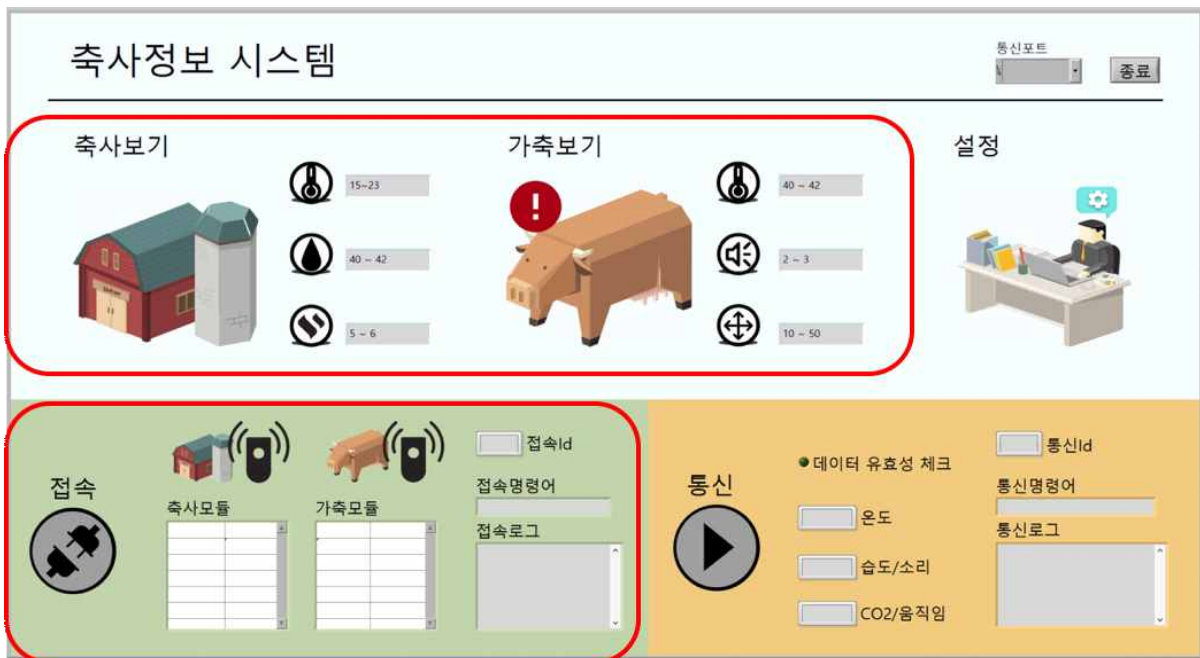 축사정보 시스템
통신포트
종료
축사보기
15~23
40 ~ 42
5 ~ 6
가축보기
40 ~ 42
2 ~ 3
10 ~ 50
설정
접속
축사모듈
가축모듈
접속Id
접속명령어
접속로그
통신
데이터 유효성 체크
온도
습도/소리
CO2/움직임
통신Id
통신명령어
통신로그